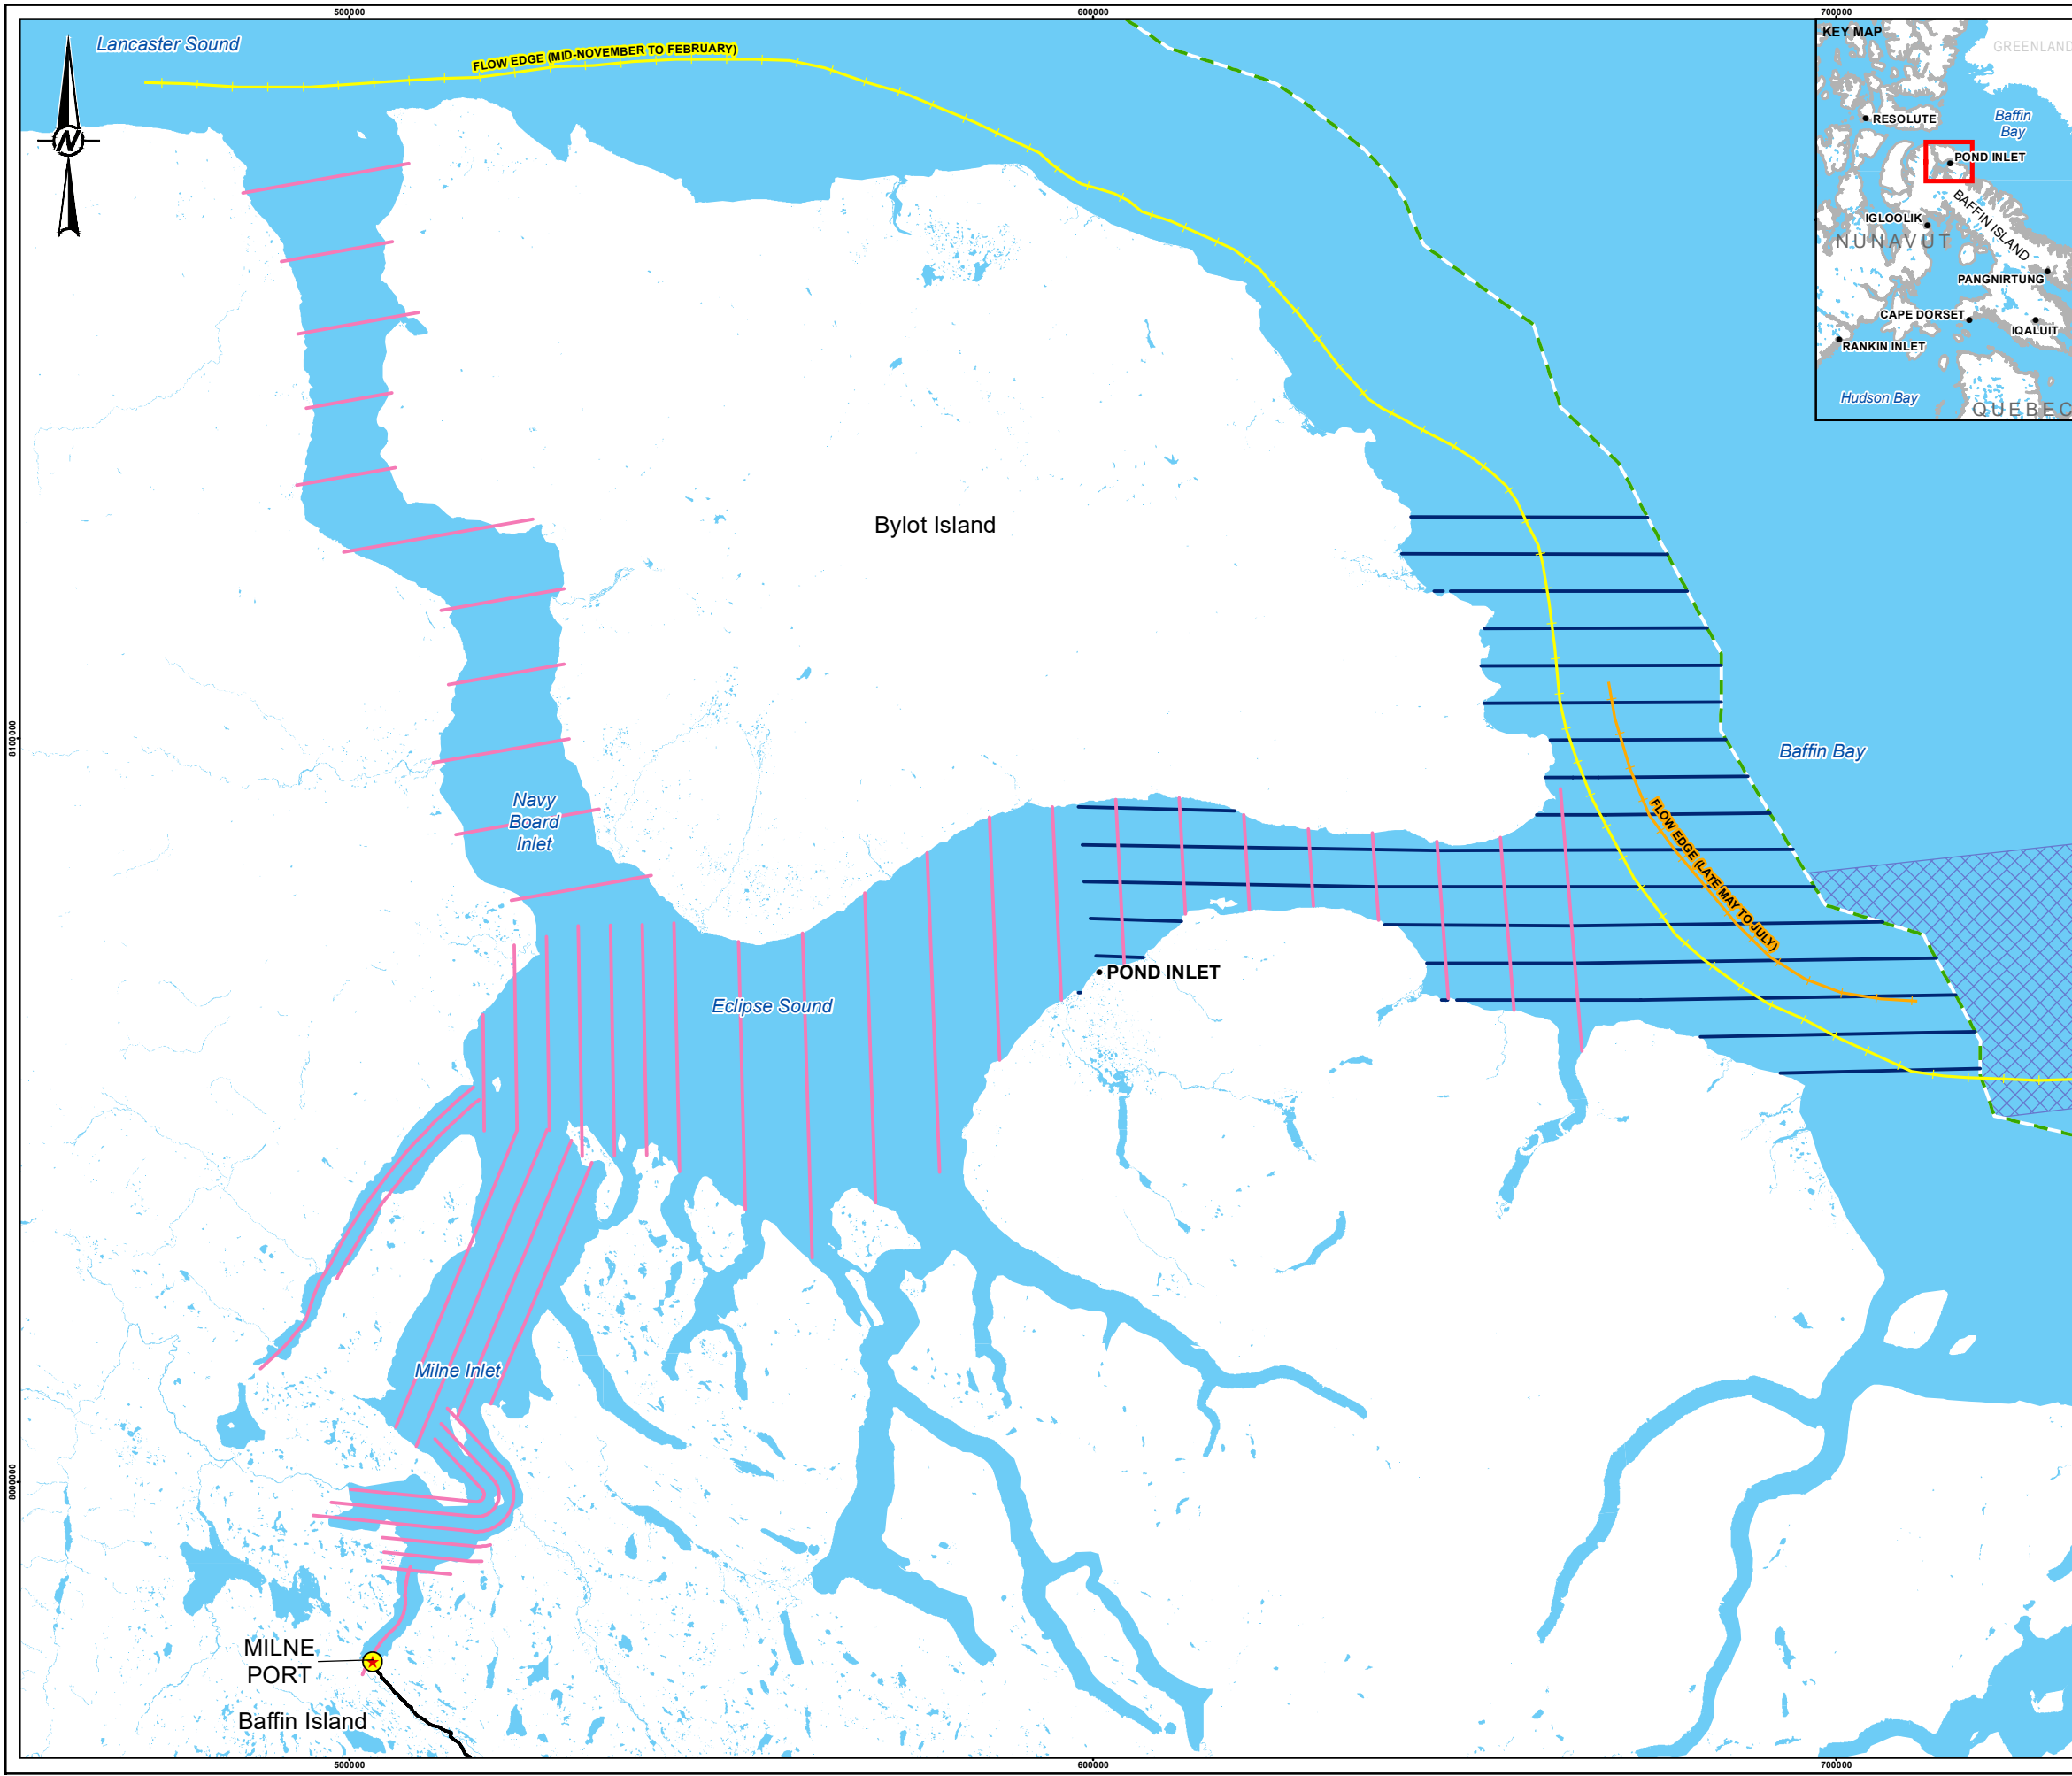 500000
600000
700000
Lancaster Sound
FLOW EDGE (MID-NOVEMBER TO FEBRUARY)
N
KEY MAP
GREENLAND
Baffin
Bay
RESOLUTE
POND INLET
BAFFIN ISLAND
IGLOOLIK
NUNAVUT
PANGNIRTUNG
CAPE DORSET
IQALUIT
RANKIN INLET
Hudson Bay
QUEBEC
Bylot Island
8100000
Baffin Bay
Navy
Board
Inlet
FLOW EDGE (LATE MAY TO JULY)
POND INLET
Eclipse Sound
Milne Inlet
8000000
MILNE
PORT
Baffin Island
500000
600000
700000